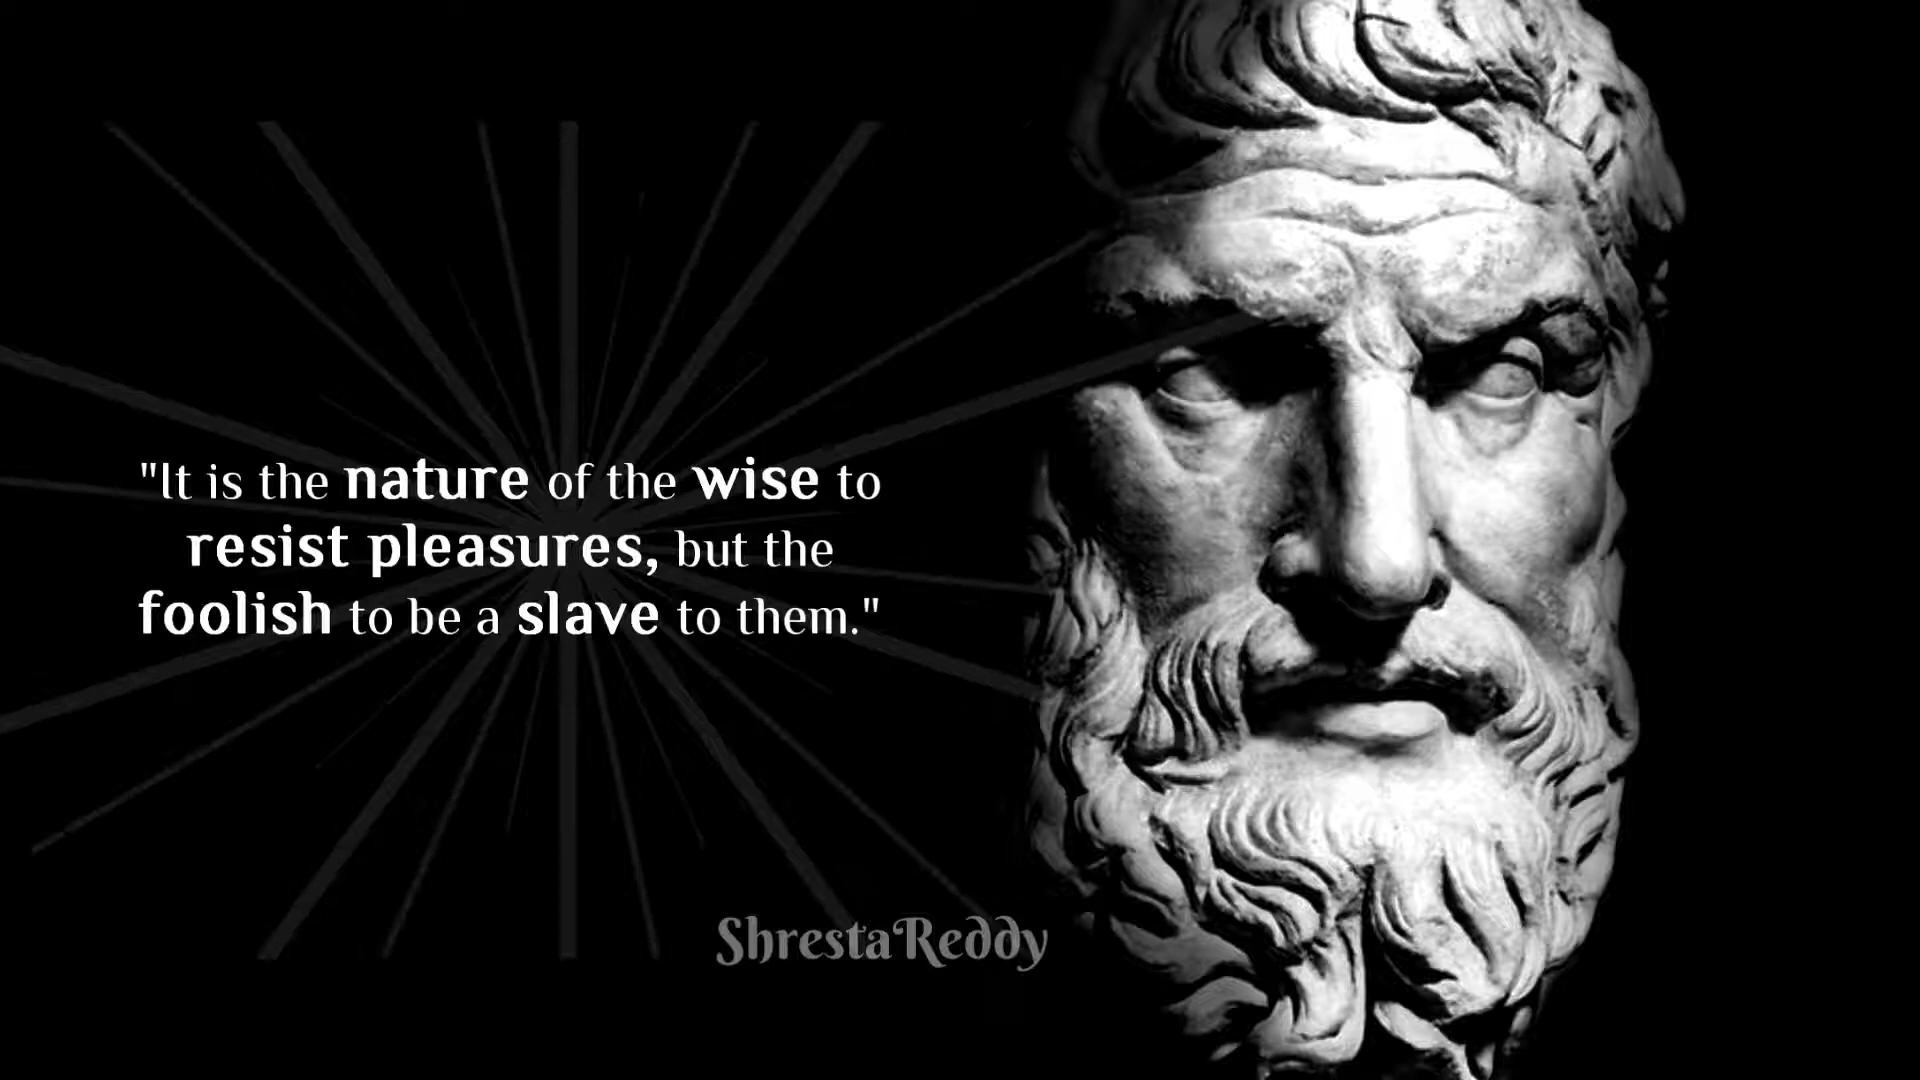 "It is the nature of the wise to
resist pleasures, but the
foolish to be a slave to them."
ShrestaReddy